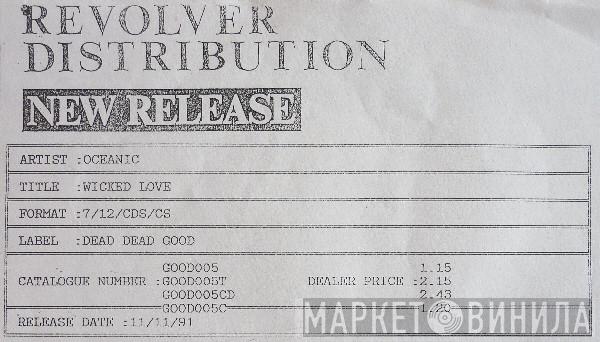 REVOLVER
DISTRIBUTION
NEW RELEASE
ARTIST :OCEANIC
TITLE :WICKED LOVE
FORMAT :7/12/CDS/CS
LABEL :DEAD DEAD GOOD
GOOD005 1.15
CATALOGUE NUMBER :GOOD005T DEALER PRICE :2.15
GOOD005CD 2.43
GOOD005C 1.20
RELEASE DATE :11/11/91
МАРКЕТ ВИНИЛА